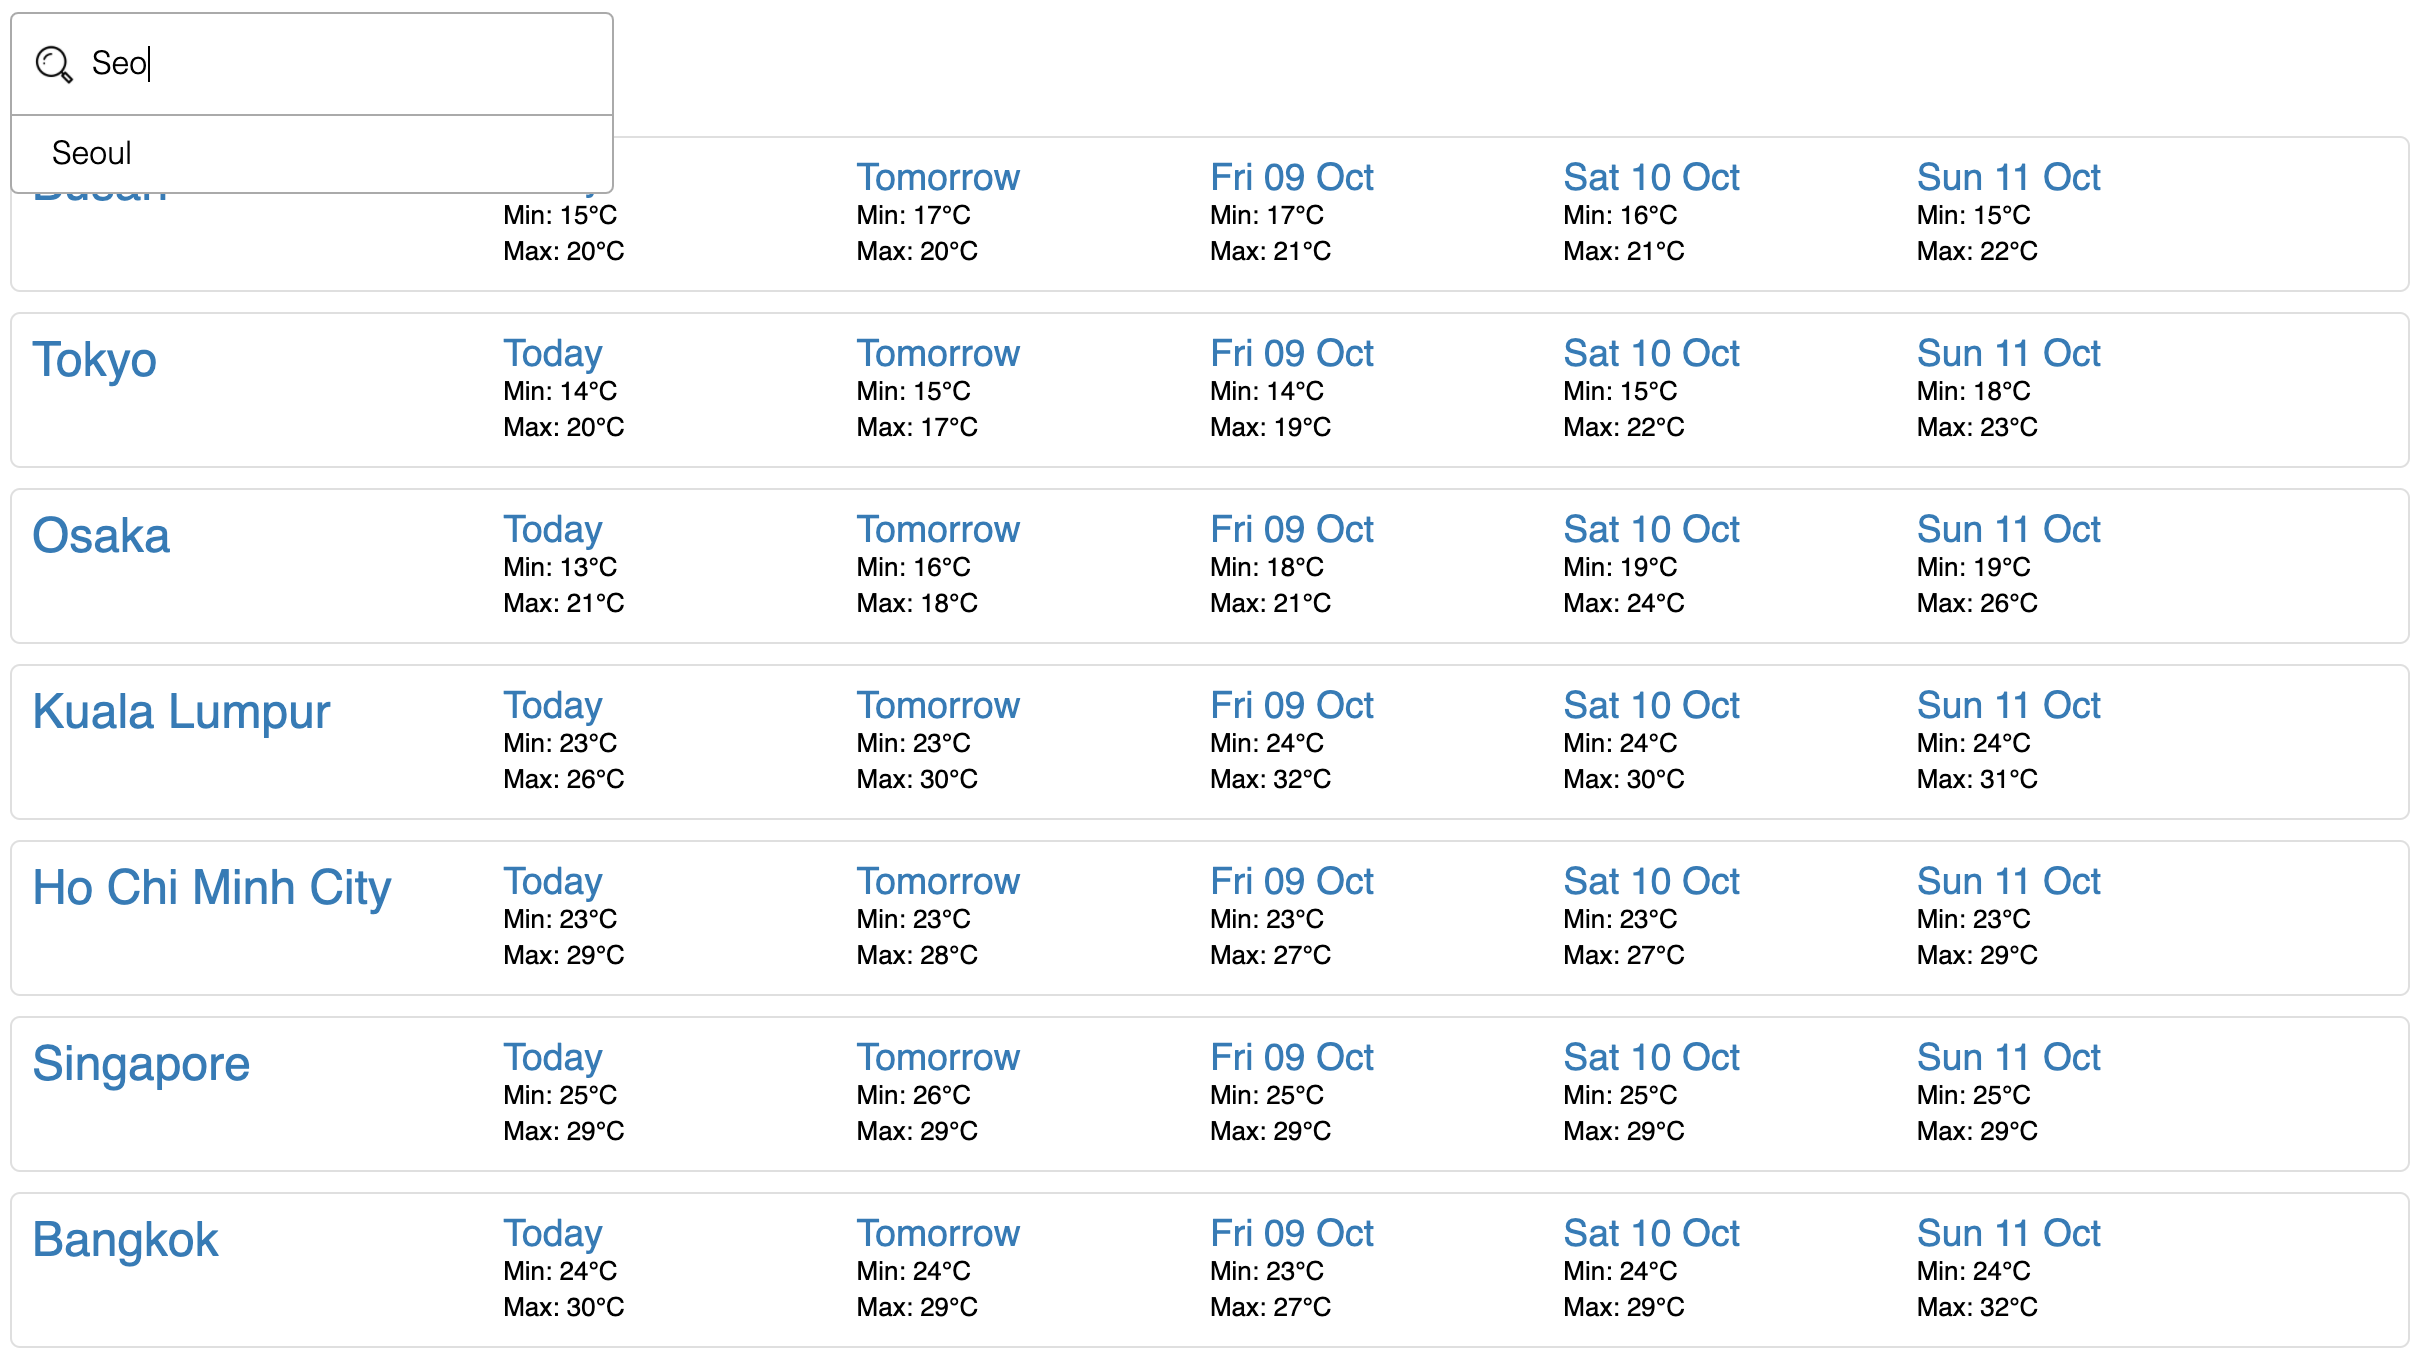 Seo
Seoul
Tomorrow Fri 09 Oct Sat 10 Oct Sun 11 Oct
Min: 15°C Min: 17°C Min: 17°C Min: 16°C Min: 15°C
Max: 20°C Max: 20°C Max: 21°C Max: 21°C Max: 22°C
Tokyo Today Tomorrow Fri 09 Oct Sat 10 Oct Sun 11 Oct
Min: 14°C Min: 15°C Min: 14°C Min: 15°C Min: 18°C
Max: 20°C Max: 17°C Max: 19°C Max: 22°C Max: 23°C
Osaka Today Tomorrow Fri 09 Oct Sat 10 Oct Sun 11 Oct
Min: 13°C Min: 16°C Min: 18°C Min: 19°C Min: 19°C
Max: 21°C Max: 18°C Max: 21°C Max: 24°C Max: 26°C
Kuala Lumpur Today Tomorrow Fri 09 Oct Sat 10 Oct Sun 11 Oct
Min: 23°C Min: 23°C Min: 24°C Min: 24°C Min: 24°C
Max: 26°C Max: 30°C Max: 32°C Max: 30°C Max: 31°C
Ho Chi Minh City Today Tomorrow Fri 09 Oct Sat 10 Oct Sun 11 Oct
Min: 23°C Min: 23°C Min: 23°C Min: 23°C Min: 23°C
Max: 29°C Max: 28°C Max: 27°C Max: 27°C Max: 29°C
Singapore Today Tomorrow Fri 09 Oct Sat 10 Oct Sun 11 Oct
Min: 25°C Min: 26°C Min: 25°C Min: 25°C Min: 25°C
Max: 29°C Max: 29°C Max: 29°C Max: 29°C Max: 29°C
Bangkok Today Tomorrow Fri 09 Oct Sat 10 Oct Sun 11 Oct
Min: 24°C Min: 24°C Min: 23°C Min: 24°C Min: 24°C
Max: 30°C Max: 29°C Max: 27°C Max: 29°C Max: 32°C